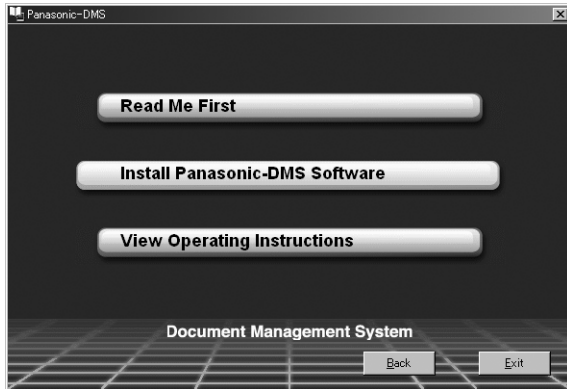 Panasonic-DMS
Read Me First
Install Panasonic-DMS Software
View Operating Instructions
Document Management System
Back
Exit